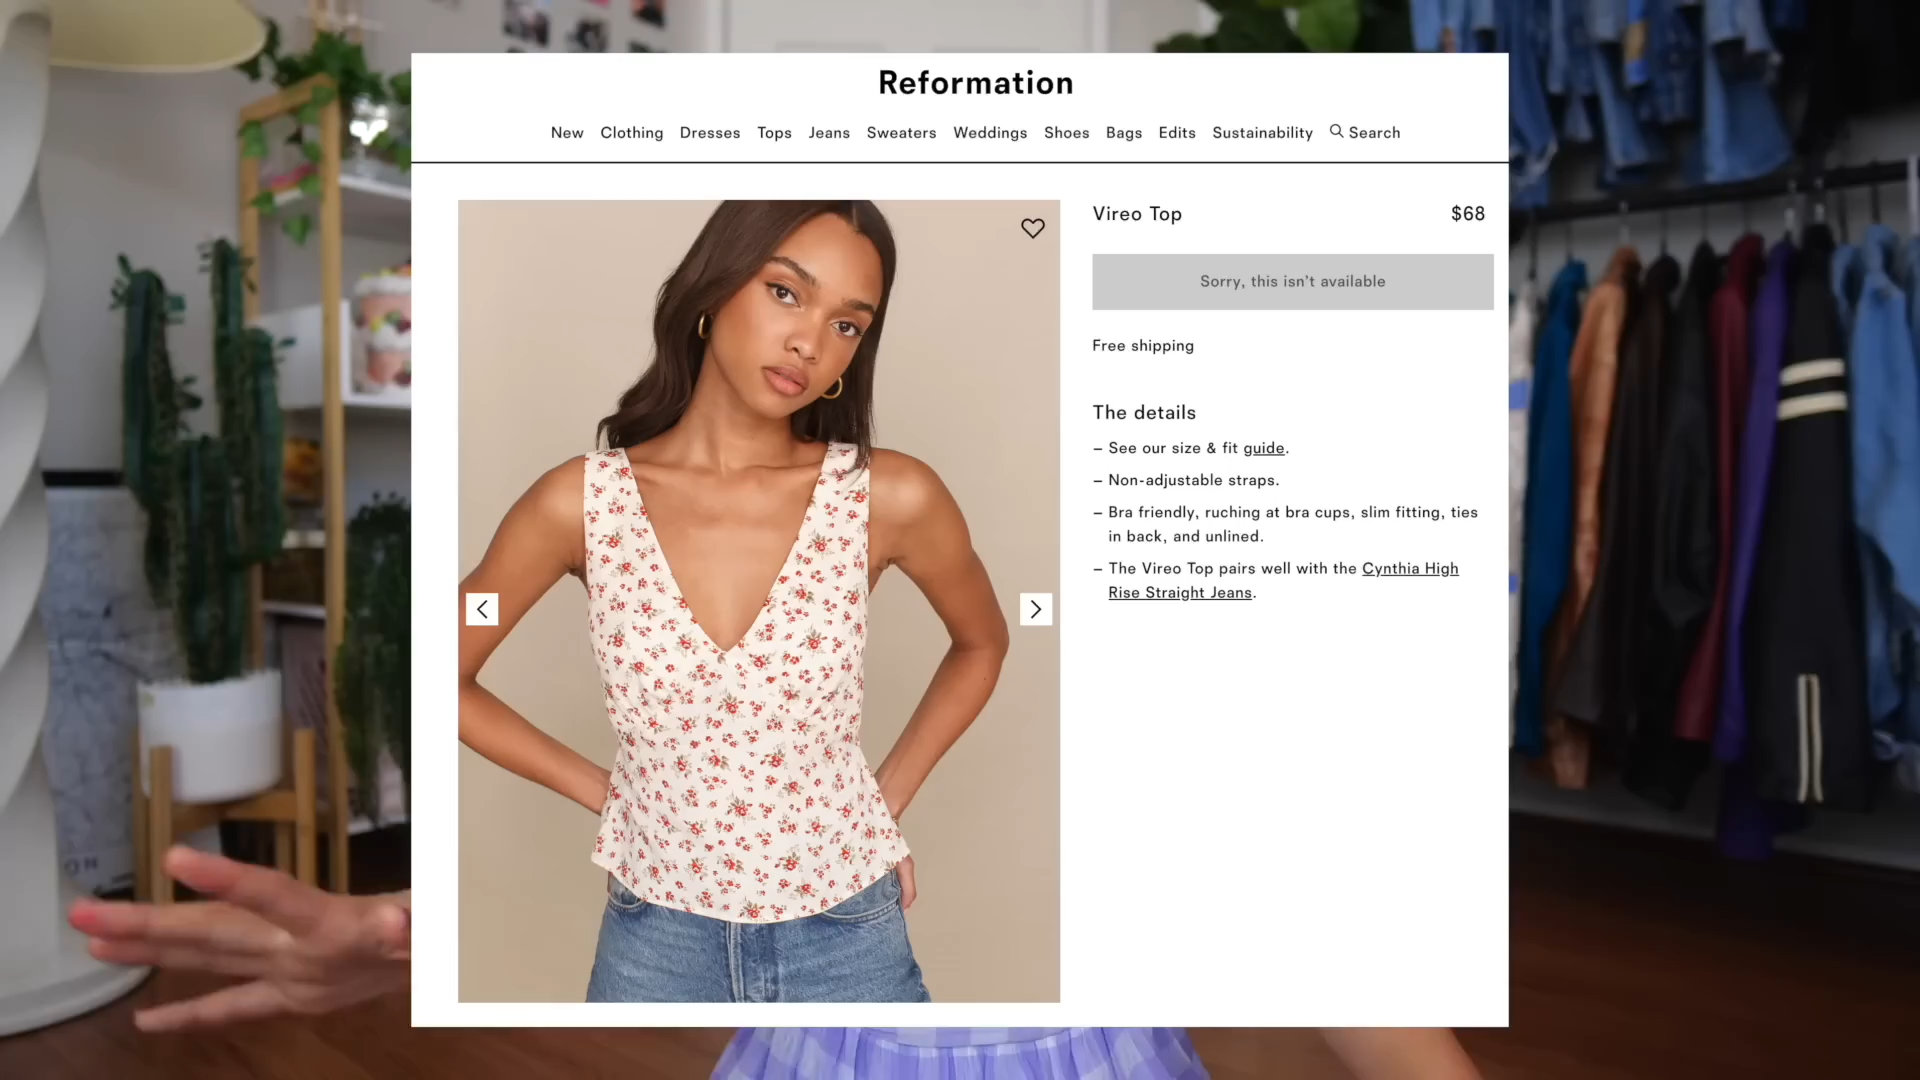 Reformation
New Clothing Dresses Tops Jeans Sweaters Weddings Shoes Bags Edits Sustainability Search
Vireo Top $68
Sorry, this isn't available
Free shipping
The details
– See our size & fit guide.
– Non-adjustable straps.
– Bra friendly, ruching at bra cups, slim fitting, ties
in back, and unlined.
– The Vireo Top pairs well with the Cynthia High
Rise Straight Jeans.